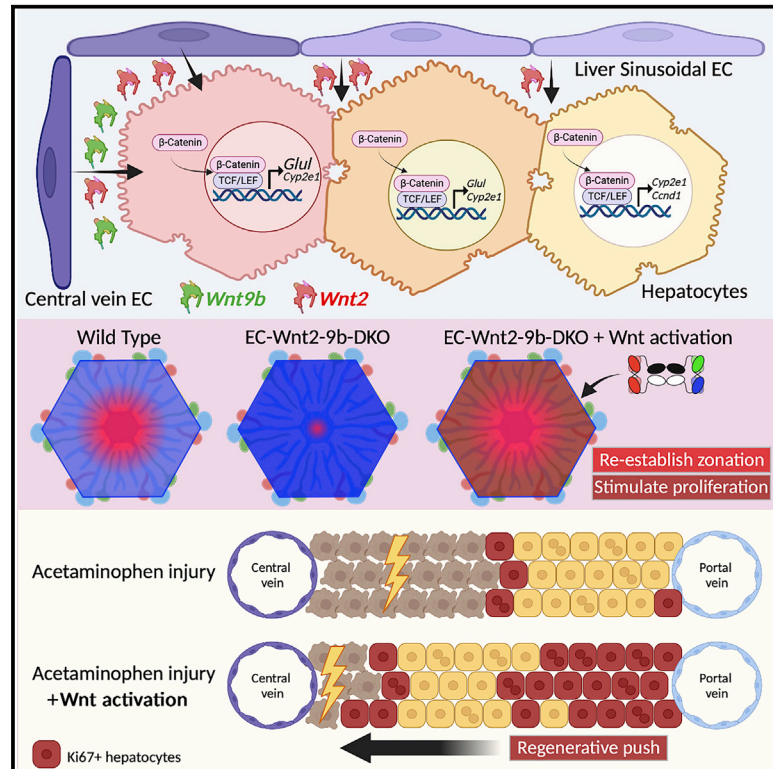 Liver Sinusoidal EC
β-Catenin
β-Catenin
TCF/LEF
Glul
Cyp2e1
β-Catenin
β-Catenin
TCF/LEF
Glul
Cyp2e1
β-Catenin
β-Catenin
TCF/LEF
Cyp2e1
Ccnd1
Central vein EC
Wnt9b
Wnt2
Hepatocytes
Wild Type
EC-Wnt2-9b-DKO
EC-Wnt2-9b-DKO + Wnt activation
Re-establish zonation
Stimulate proliferation
Acetaminophen injury
Central
vein
Portal
vein
Acetaminophen injury
+Wnt activation
Central
vein
Portal
vein
Ki67+ hepatocytes
Regenerative push